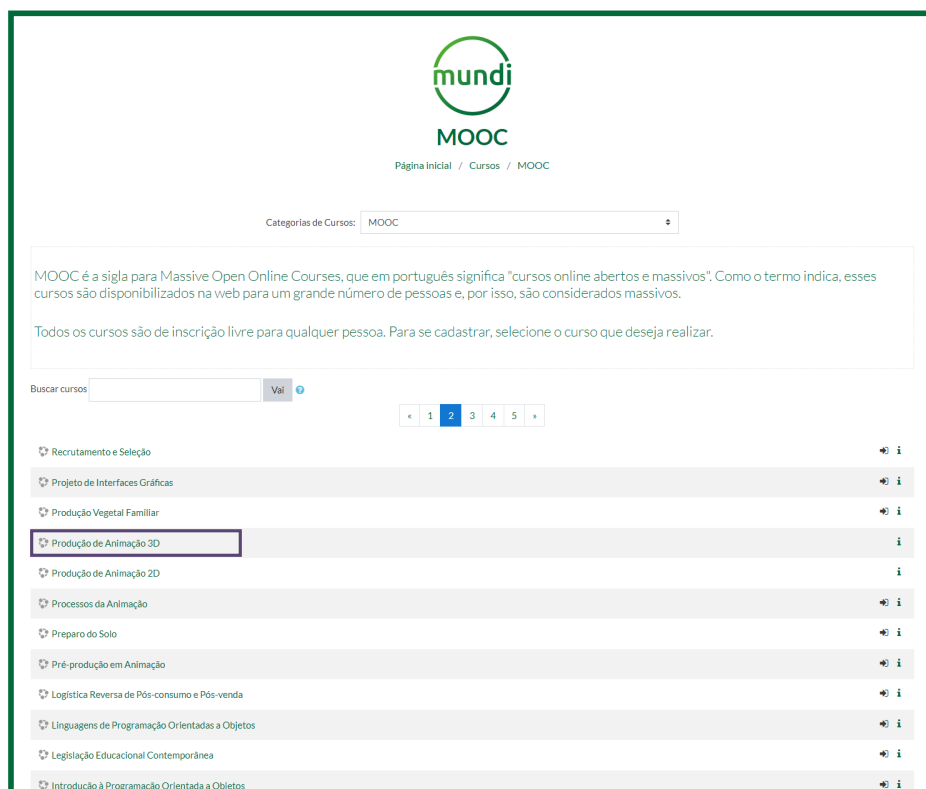 mundi
MOOC
Página inicial / Cursos / MOOC
Categorias de Cursos: MOOC
MOOC é a sigla para Massive Open Online Courses, que em português significa "cursos online abertos e massivos". Como o termo indica, esses
cursos são disponibilizados na web para um grande número de pessoas e, por isso, são considerados massivos.
Todos os cursos são de inscrição livre para qualquer pessoa. Para se cadastrar, selecione o curso que deseja realizar.
Buscar cursos Vai
« 1 2 3 4 5 »
Recrutamento e Seleção
Projeto de Interfaces Gráficas
Produção Vegetal Familiar
Produção de Animação 3D
Produção de Animação 2D
Processos da Animação
Preparo do Solo
Pré-produção em Animação
Logística Reversa de Pós-consumo e Pós-venda
Linguagens de Programação Orientadas a Objetos
Legislação Educacional Contemporânea
Introdução à Programação Orientada a Objetos